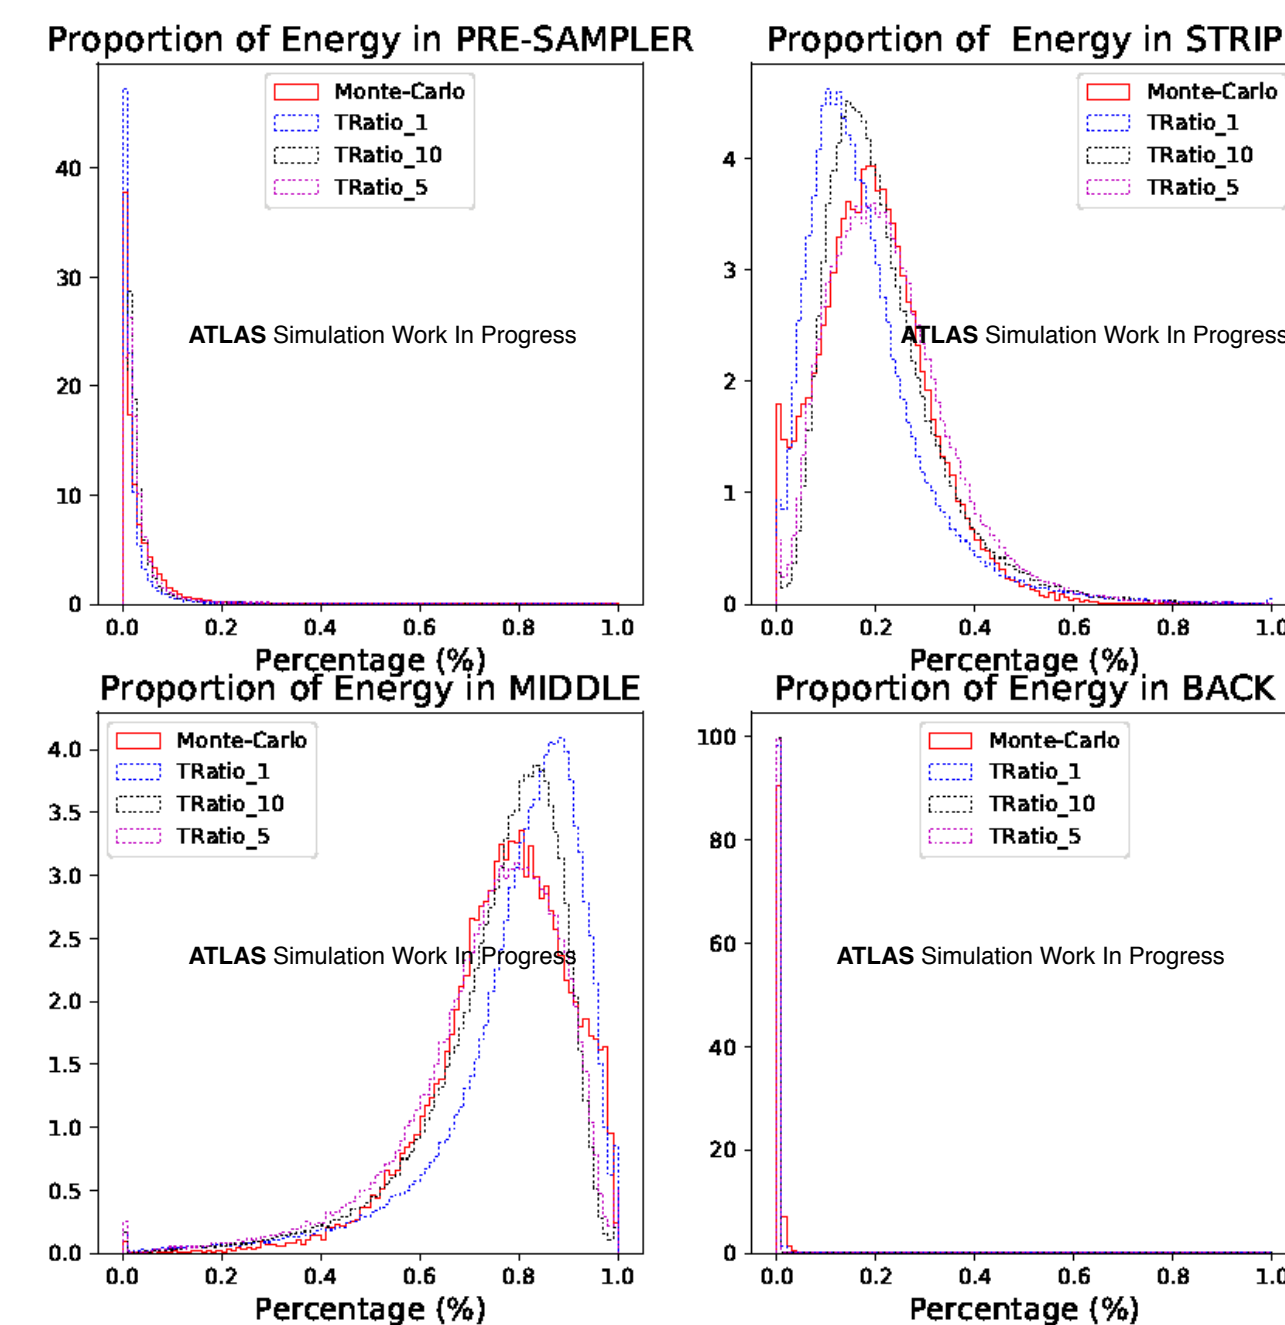 Proportion of Energy in PRE-SAMPLER
Monte-Carlo
TRatio_1
TRatio_10
TRatio_5
40
30
20
10
0
ATLAS Simulation Work In Progress
0.0 0.2 0.4 0.6 0.8 1.0
Percentage (%)
Proportion of Energy in STRIP
Monte-Carlo
TRatio_1
TRatio_10
TRatio_5
4
3
2
1
0
ATLAS Simulation Work In Progress
0.0 0.2 0.4 0.6 0.8 1.0
Percentage (%)
Proportion of Energy in MIDDLE
Monte-Carlo
TRatio_1
TRatio_10
TRatio_5
4.0
3.5
3.0
2.5
2.0
1.5
1.0
0.5
0.0
ATLAS Simulation Work In Progress
0.0 0.2 0.4 0.6 0.8 1.0
Percentage (%)
Proportion of Energy in BACK
Monte-Carlo
TRatio_1
TRatio_10
TRatio_5
100
80
60
40
20
0
ATLAS Simulation Work In Progress
0.0 0.2 0.4 0.6 0.8 1.0
Percentage (%)